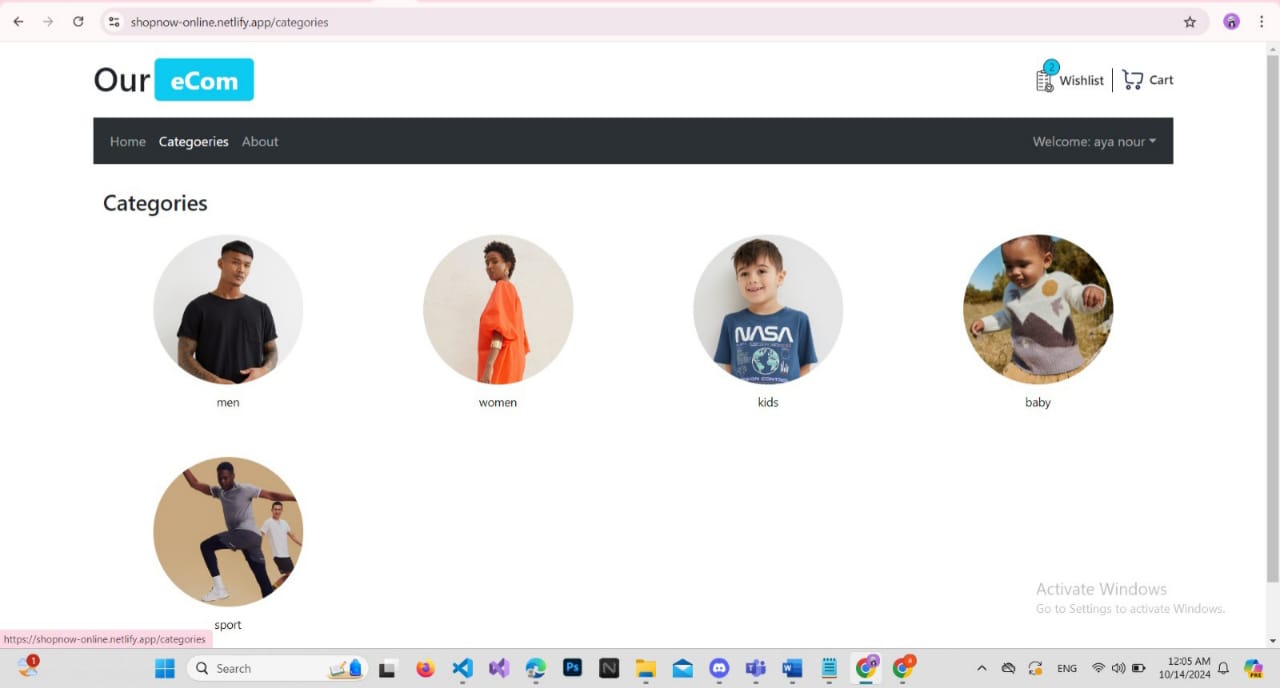 shopnow-online.netlify.app/categories
Our eCom
2
Wishlist
Cart
Home Categoeries About
Welcome: aya nour
Categories
NASA
men
women
kids
baby
sport
Activate Windows
Go to Settings to activate Windows.
https://shopnow-online.netlify.app/categories
1
Search
Ps
N
ENG
12:05 AM
10/14/2024
PRE